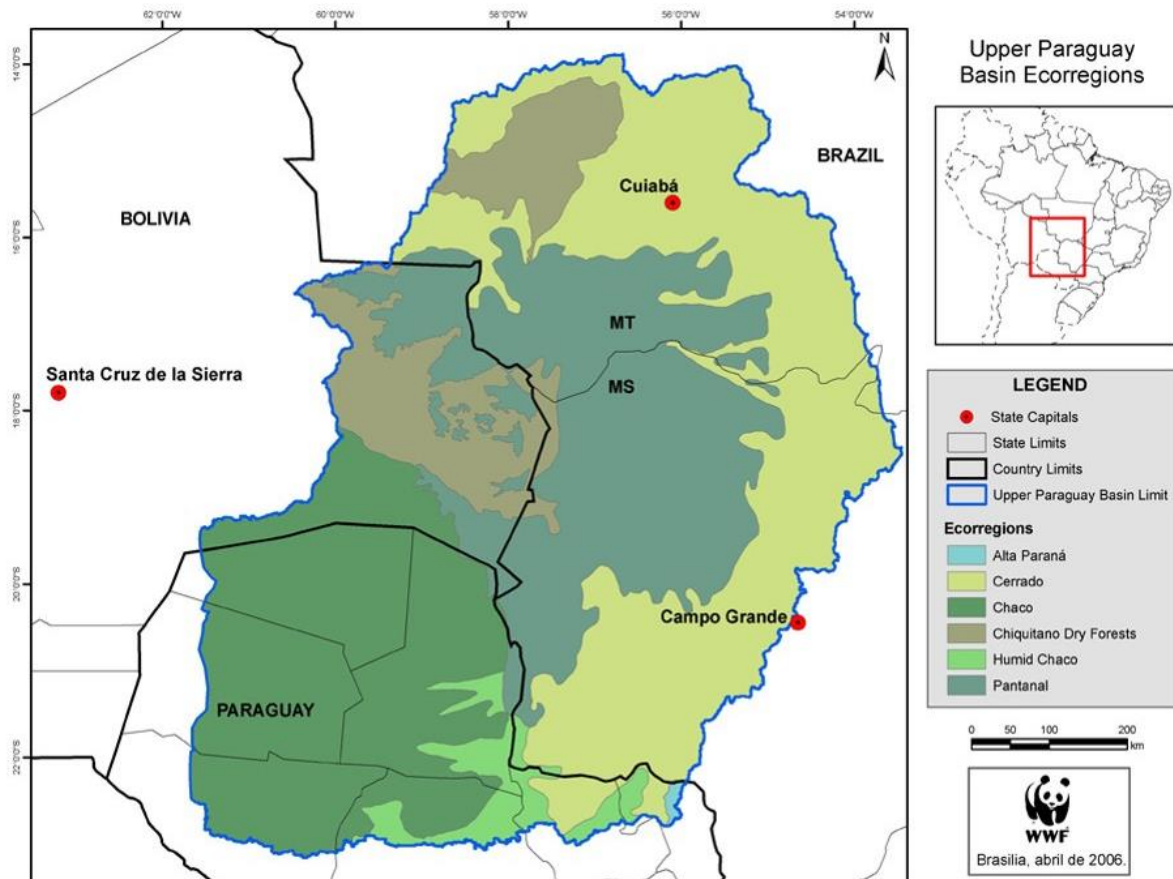 62°0'0"W
60°0'0"W
58°0'0"W
56°0'0"W
54°0'0"W
14°0'0"S
16°0'0"S
18°0'0"S
20°0'0"S
22°0'0"S
N
BRAZIL
Cuiabá
BOLIVIA
MT
Santa Cruz de la Sierra
MS
Campo Grande
PARAGUAY
Upper Paraguay
Basin Ecorregions
LEGEND
State Capitals
State Limits
Country Limits
Upper Paraguay Basin Limit
Ecorregions
Alta Paraná
Cerrado
Chaco
Chiquitano Dry Forests
Humid Chaco
Pantanal
0 50 100 200
km
WWF
Brasilia, abril de 2006.